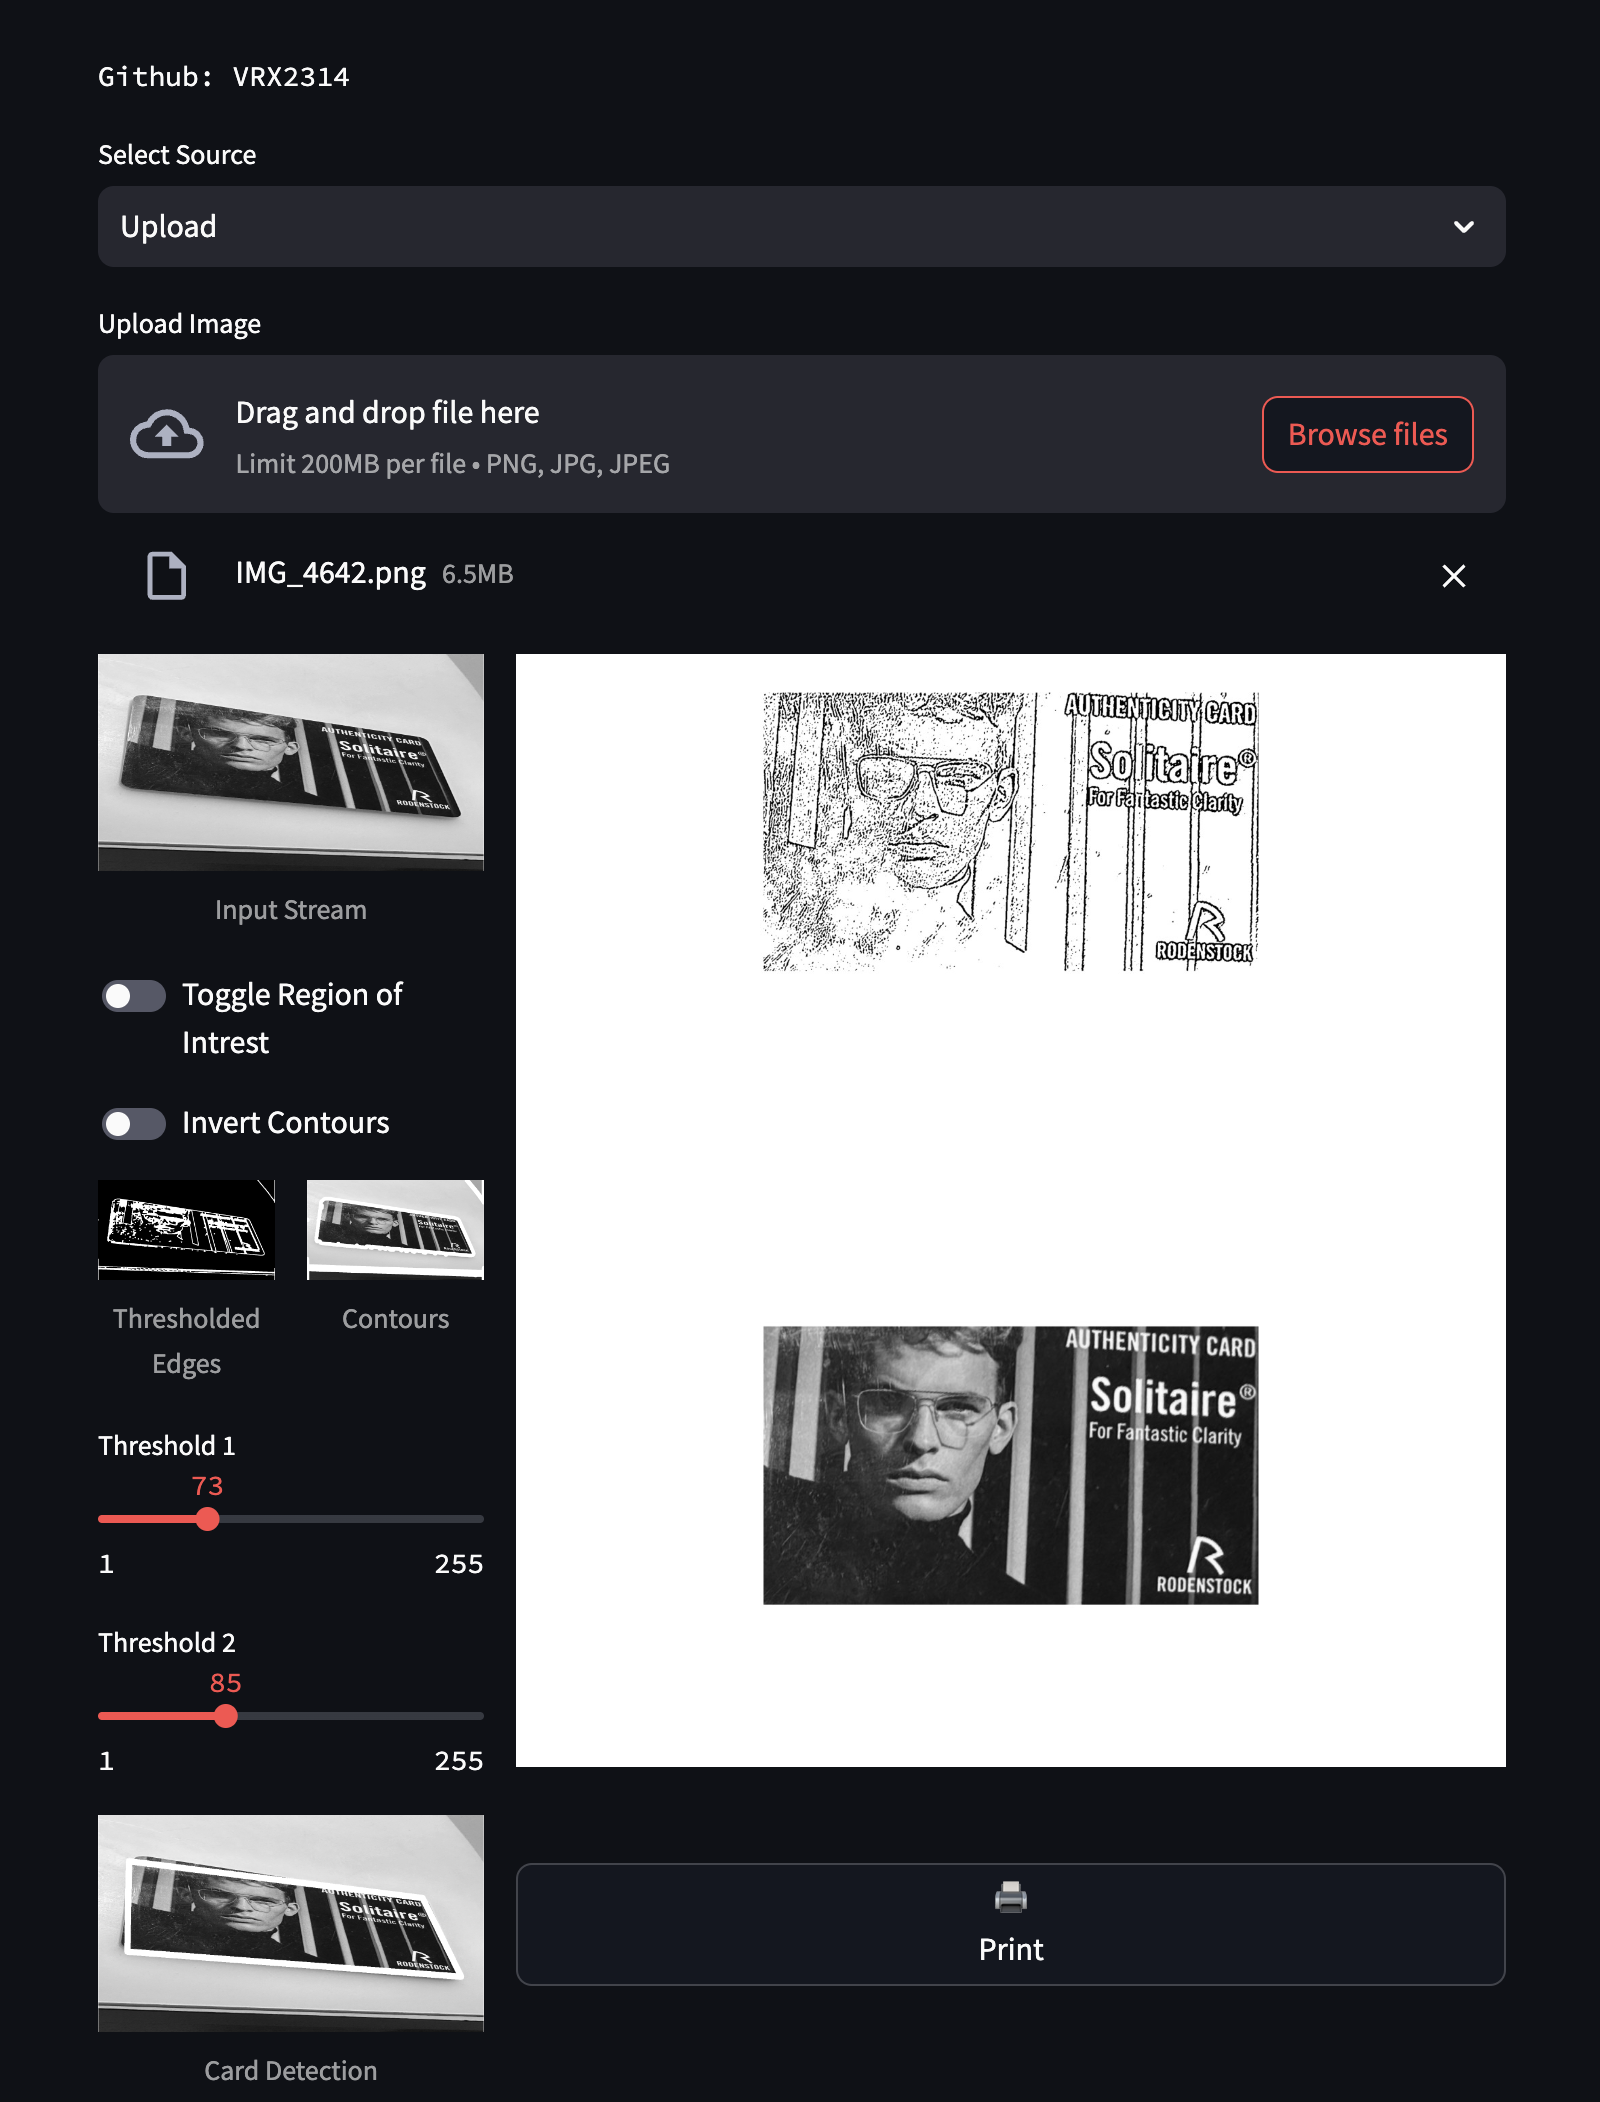 Github: VRX2314
Select Source
Upload
Upload Image
Drag and drop file here
Limit 200MB per file • PNG, JPG, JPEG
Browse files
IMG_4642.png 6.5MB
AUTHENTICITY CARD
Solitaire®
For Fantastic Clarity
RODENSTOCK
Input Stream
Toggle Region of
Intrest
Invert Contours
Solitaire
Thresholded
Edges
Contours
Threshold 1
73
1 255
Threshold 2
85
1 255
AUTHENTICITY CARD
Solitaire®
For Fantastic Clarity
RODENSTOCK
Card Detection
AUTHENTICITY CARD
Solitaire®
For Fantastic Clarity
R
RODENSTOCK
AUTHENTICITY CARD
Solitaire®
For Fantastic Clarity
R
RODENSTOCK
Print